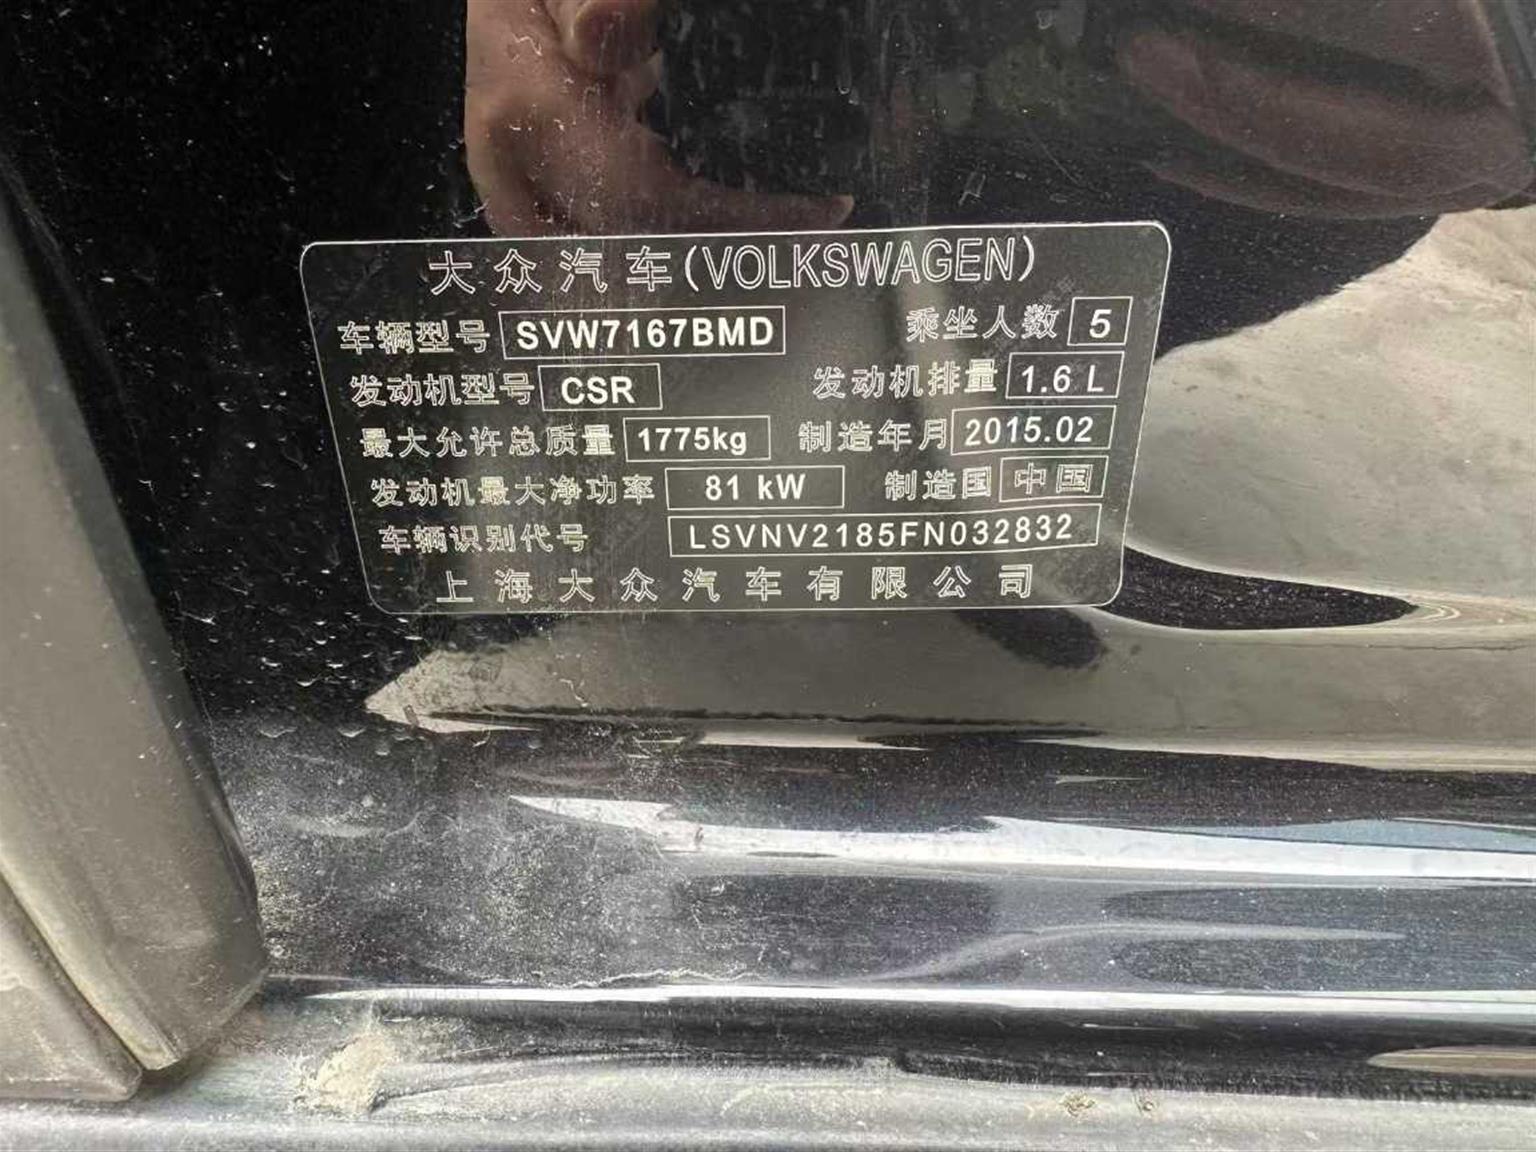 大众汽车(VOLKSWAGEN)
车辆型号 SVW7167BMD 乘坐人数 5
发动机型号 CSR 发动机排量 1.6 L
最大允许总质量 1775kg 制造年月 2015.02
发动机最大净功率 81 kW 制造国 中国
车辆识别代号 LSVNV2185FN032832
上海大众汽车有限公司